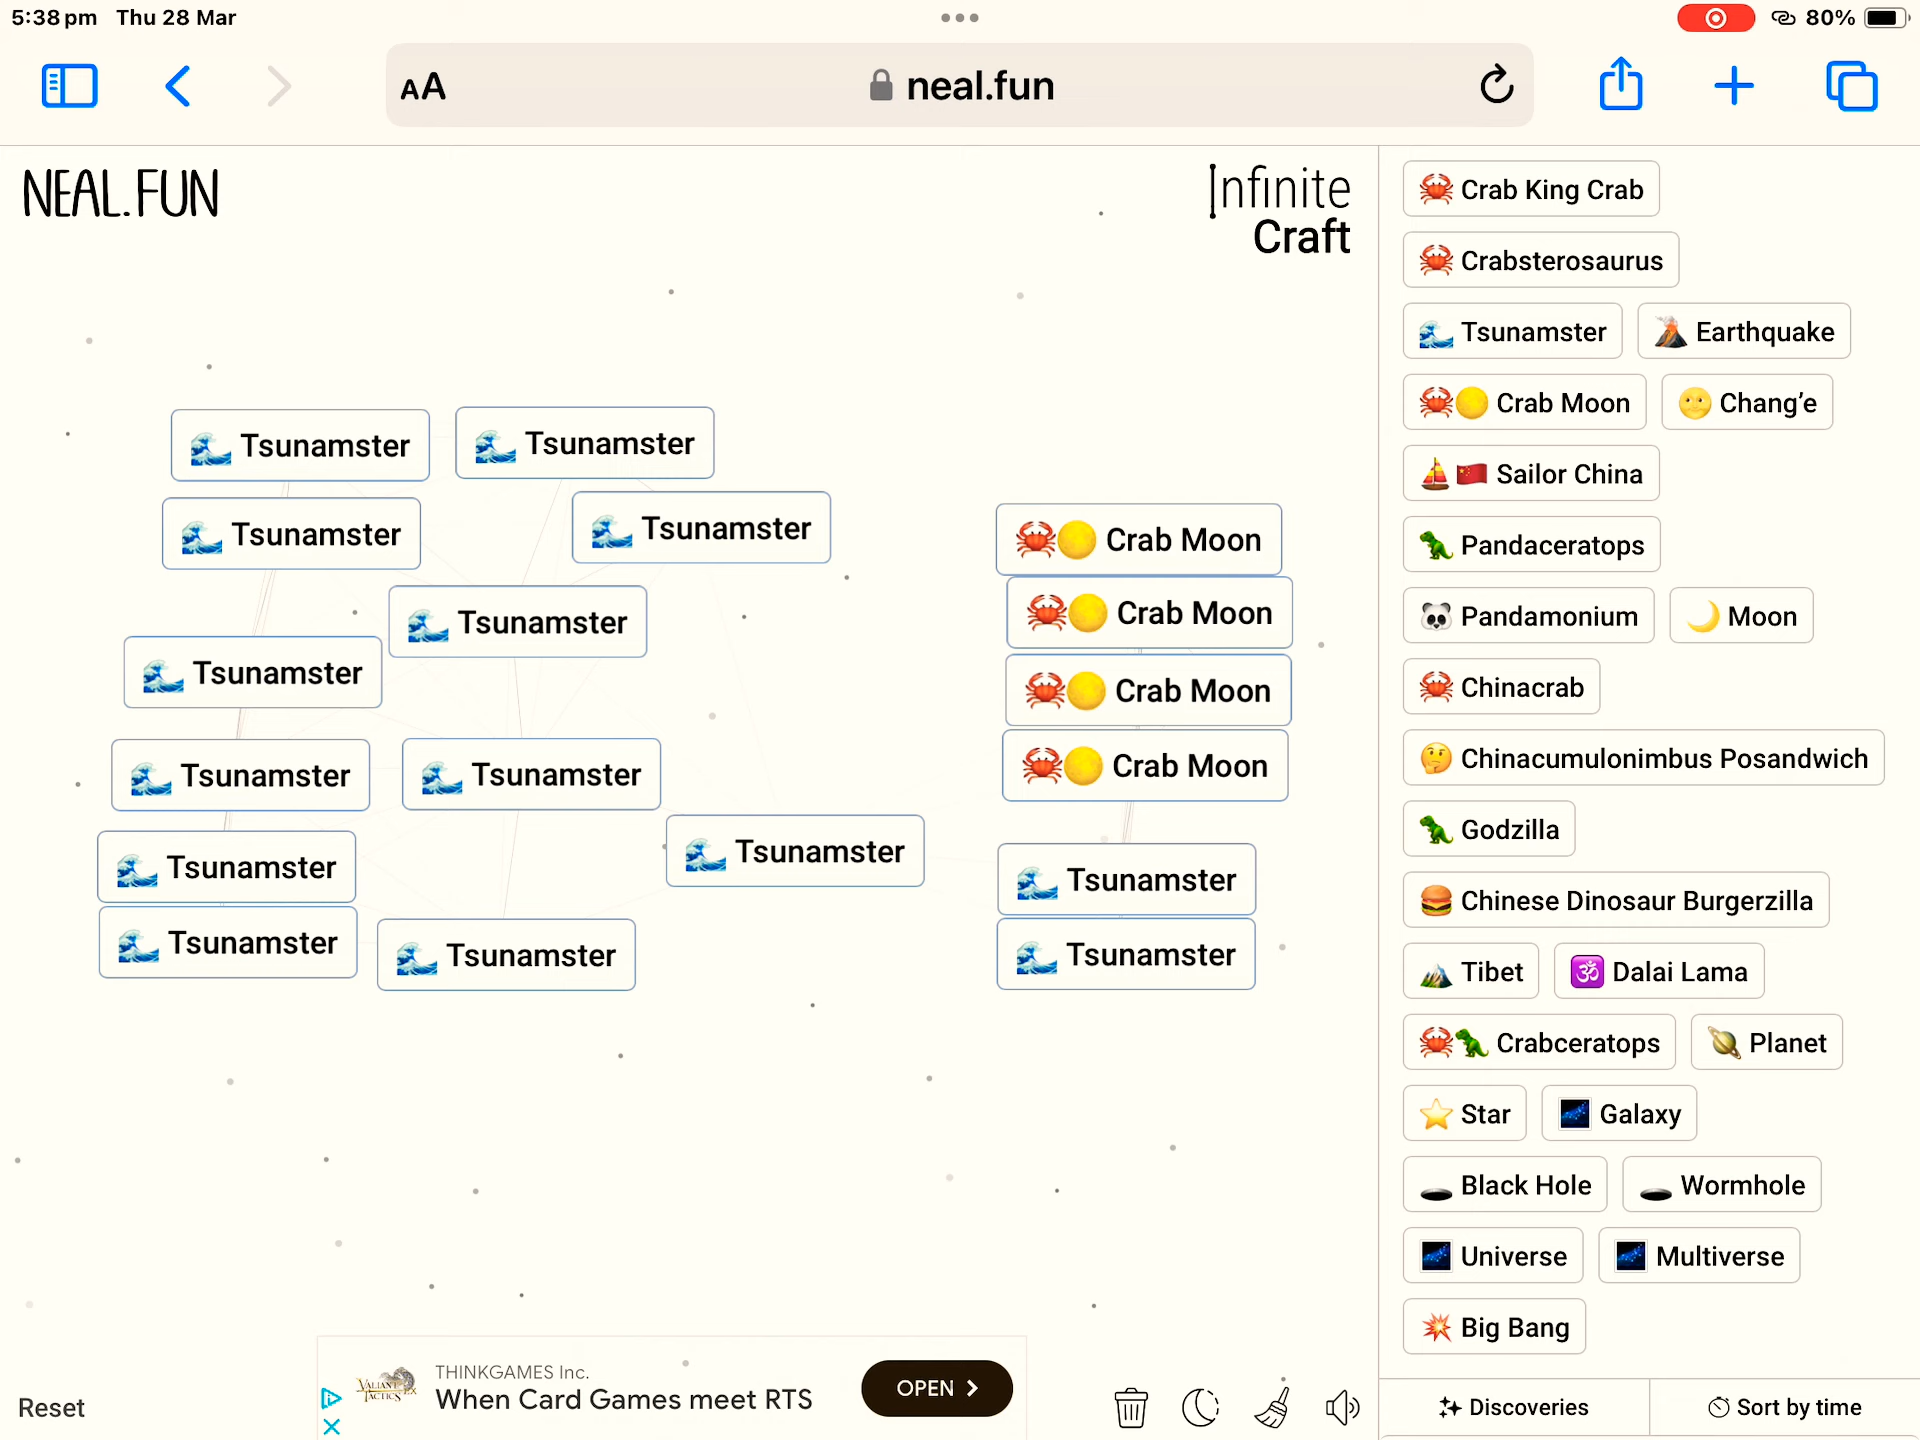 5:38 pm Thu 28 Mar
80%
AA
neal.fun
NEAL.FUN
Infinite
Craft
Tsunamster
Tsunamster
Tsunamster
Tsunamster
Tsunamster
Tsunamster
Tsunamster
Tsunamster
Tsunamster
Tsunamster
Tsunamster
Tsunamster
Crab Moon
Crab Moon
Crab Moon
Crab Moon
Tsunamster
Tsunamster
Crab King Crab
Crabsterosaurus
Tsunamster Earthquake
Crab Moon Chang’e
Sailor China
Pandaceratops
Pandamonium Moon
Chinacrab
Chinacumulonimbus Posandwich
Godzilla
Chinese Dinosaur Burgerzilla
Tibet Dalai Lama
Crabceratops Planet
Star Galaxy
Black Hole Wormhole
Universe Multiverse
Big Bang
Discoveries Sort by time
Reset
VALIANT
TACTICS EX
THINKGAMES Inc.
When Card Games meet RTS
OPEN